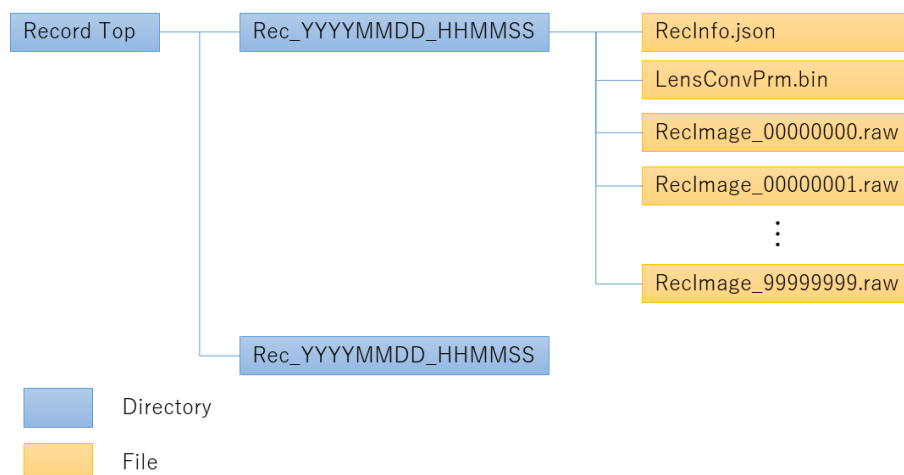 Record Top
Rec_YYYYMMDD_HHMMSS
RecInfo.json
LensConvPrm.bin
RecImage_00000000.raw
RecImage_00000001.raw
⋮
RecImage_99999999.raw
Rec_YYYYMMDD_HHMMSS
Directory
File